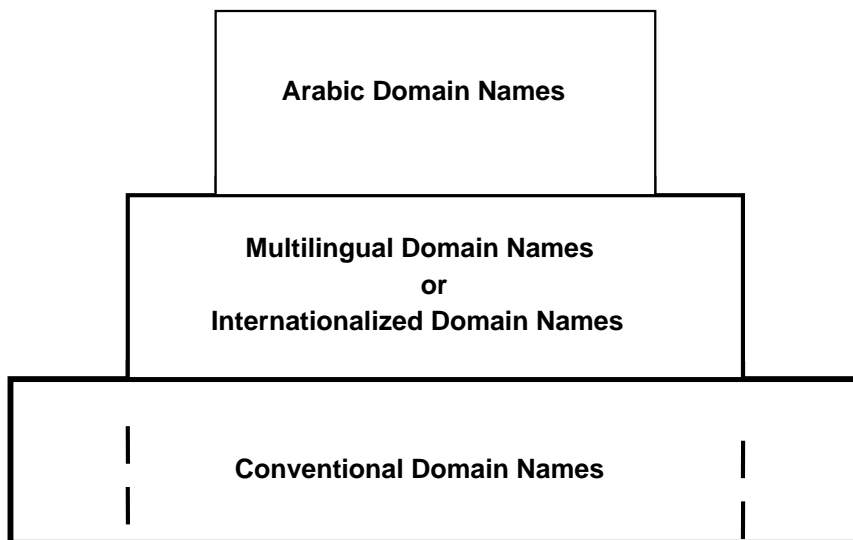 Arabic Domain Names
Multilingual Domain Names
or
Internationalized Domain Names
Conventional Domain Names